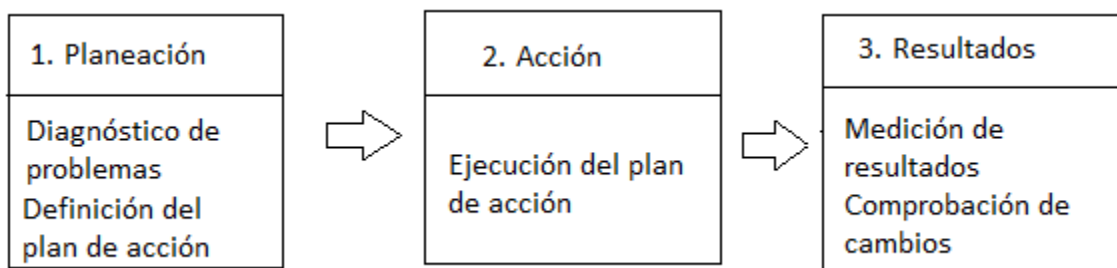 1. Planeación
Diagnóstico de
problemas
Definición del
plan de acción
2. Acción
Ejecución del plan
de acción
3. Resultados
Medición de
resultados
Comprobación de
cambios